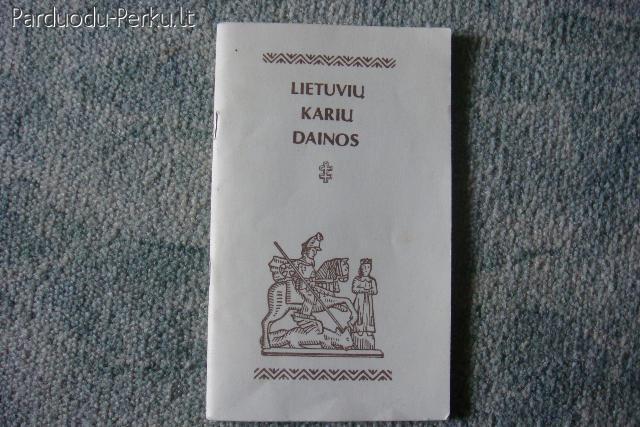 Parduodu-Perku.lt
LIETUVIŲ
KARIŲ
DAINOS